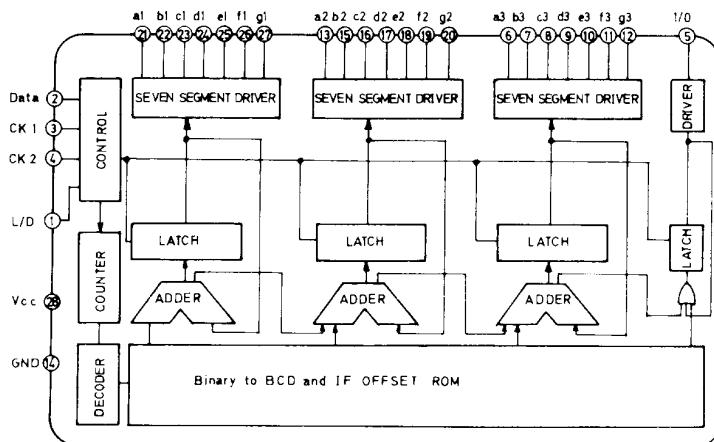 a1 b1 c1 d1 e1 f1 g1 a2 b2 c2 d2 e2 f2 g2 a3 b3 c3 d3 e3 f3 g3 1/0
21 22 23 24 25 26 27 13 15 16 17 18 19 20 6 7 8 9 10 11 12 5
SEVEN SEGMENT DRIVER
SEVEN SEGMENT DRIVER
SEVEN SEGMENT DRIVER
DRIVER
Data 2
CK 1 3
CK 2 4
L/D 1
CONTROL
LATCH
LATCH
LATCH
LATCH
COUNTER
Vcc 28
ADDER
ADDER
ADDER
GND 14
DECODER
Binary to BCD and IF OFFSET ROM